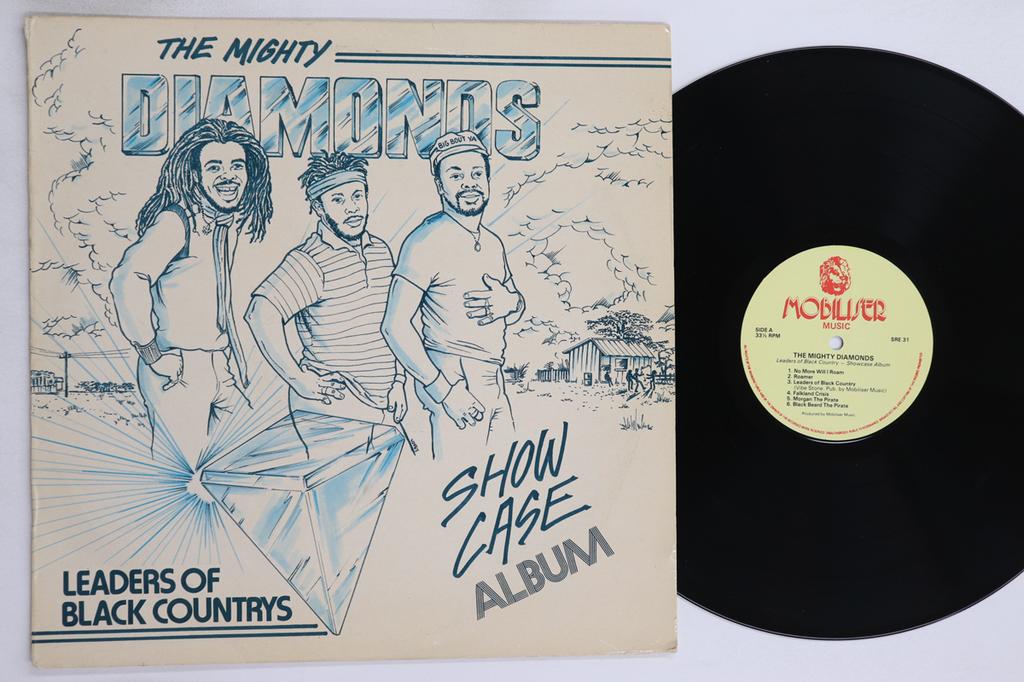 THE MIGHTY
DIAMONDS
BIG BOUT YA
SHOW
CASE
ALBUM
LEADERS OF
BLACK COUNTRYS
MOBILISER
MUSIC
SIDE A
33⅓ RPM
SRE 31
THE MIGHTY DIAMONDS
Leaders of Black Country – Showcase Album
1. No More Will I Roam
2. Roamer
3. Leaders of Black Country
(Vibe Stone: Pub. by Mobiliser Music)
4. Falkland Crisis
5. Morgan The Pirate
6. Black Beard The Pirate
Produced by Mobiliser Music.